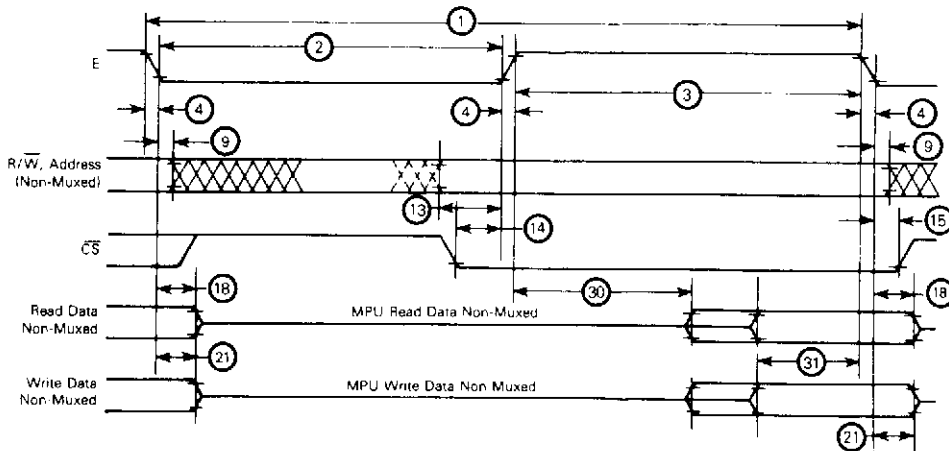 1
2
E
3
4
4
4
9
9
R/W̅, Address
(Non-Muxed)
13
14
15
C̅S̅
18
30
18
Read Data
Non-Muxed
MPU Read Data Non-Muxed
21
31
Write Data
Non-Muxed
MPU Write Data Non Muxed
21